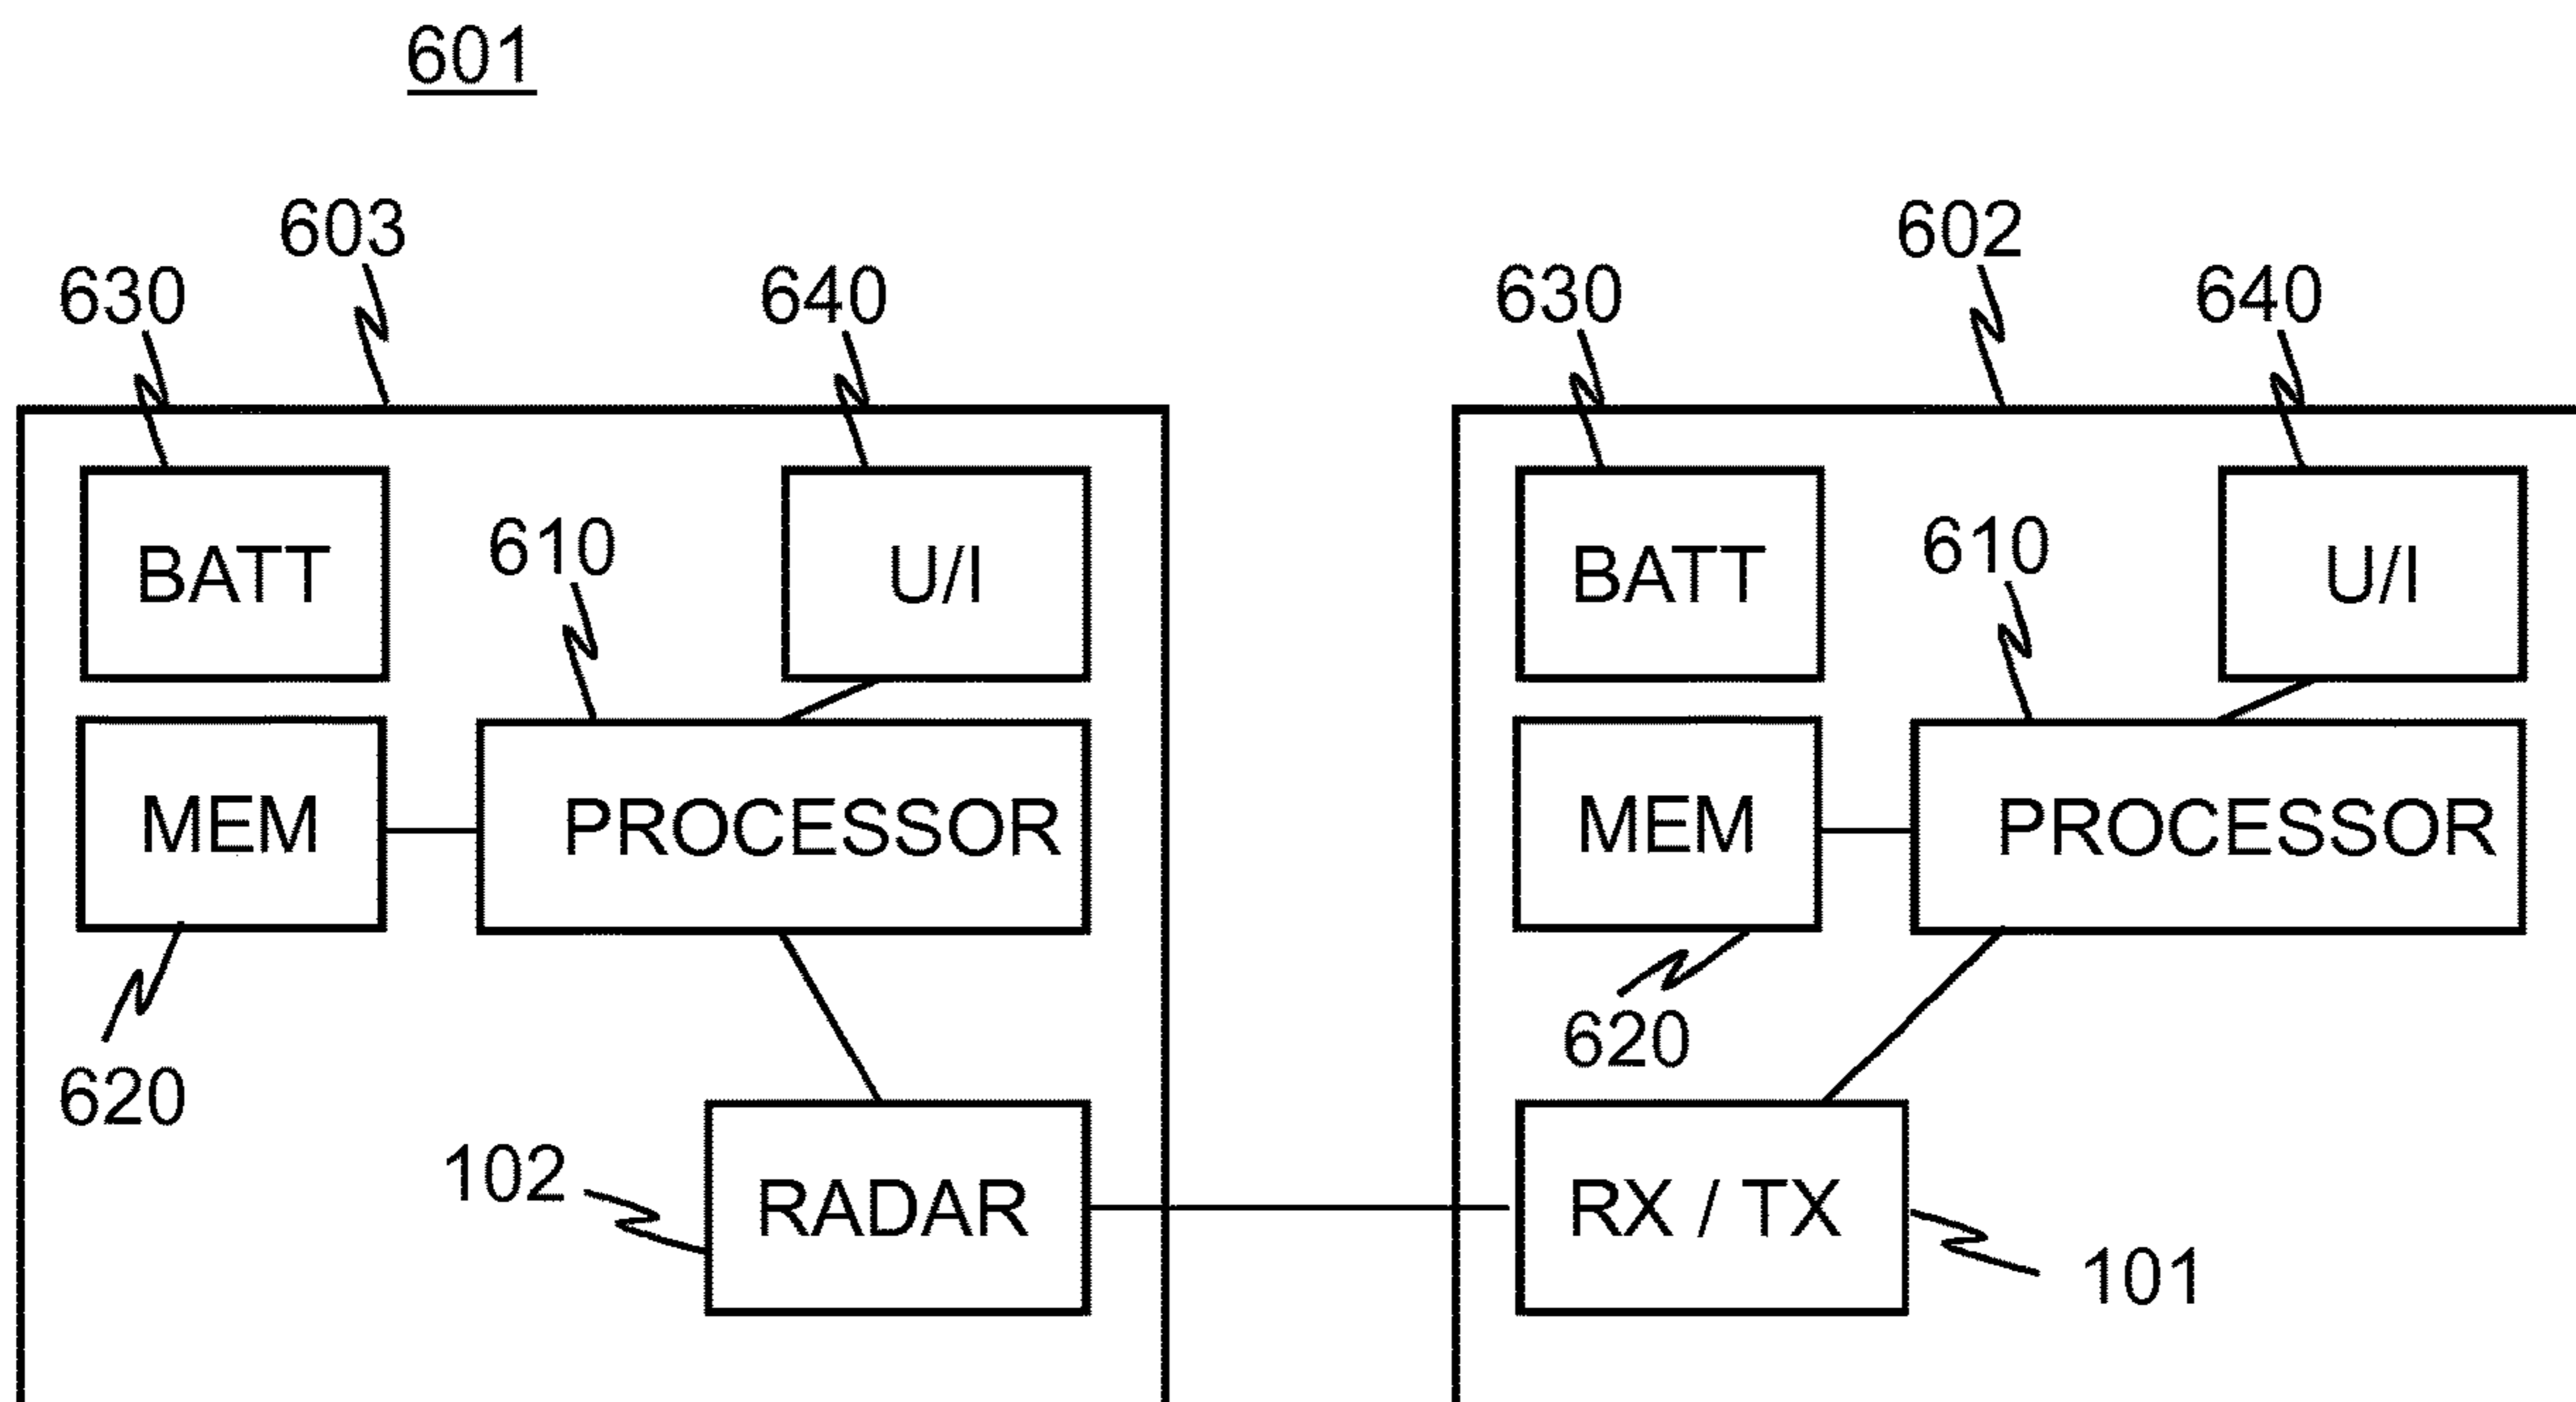 601
603
602
630
640
630
640
BATT
610
U/I
BATT
610
U/I
MEM
PROCESSOR
MEM
PROCESSOR
620
620
102
RADAR
RX / TX
101